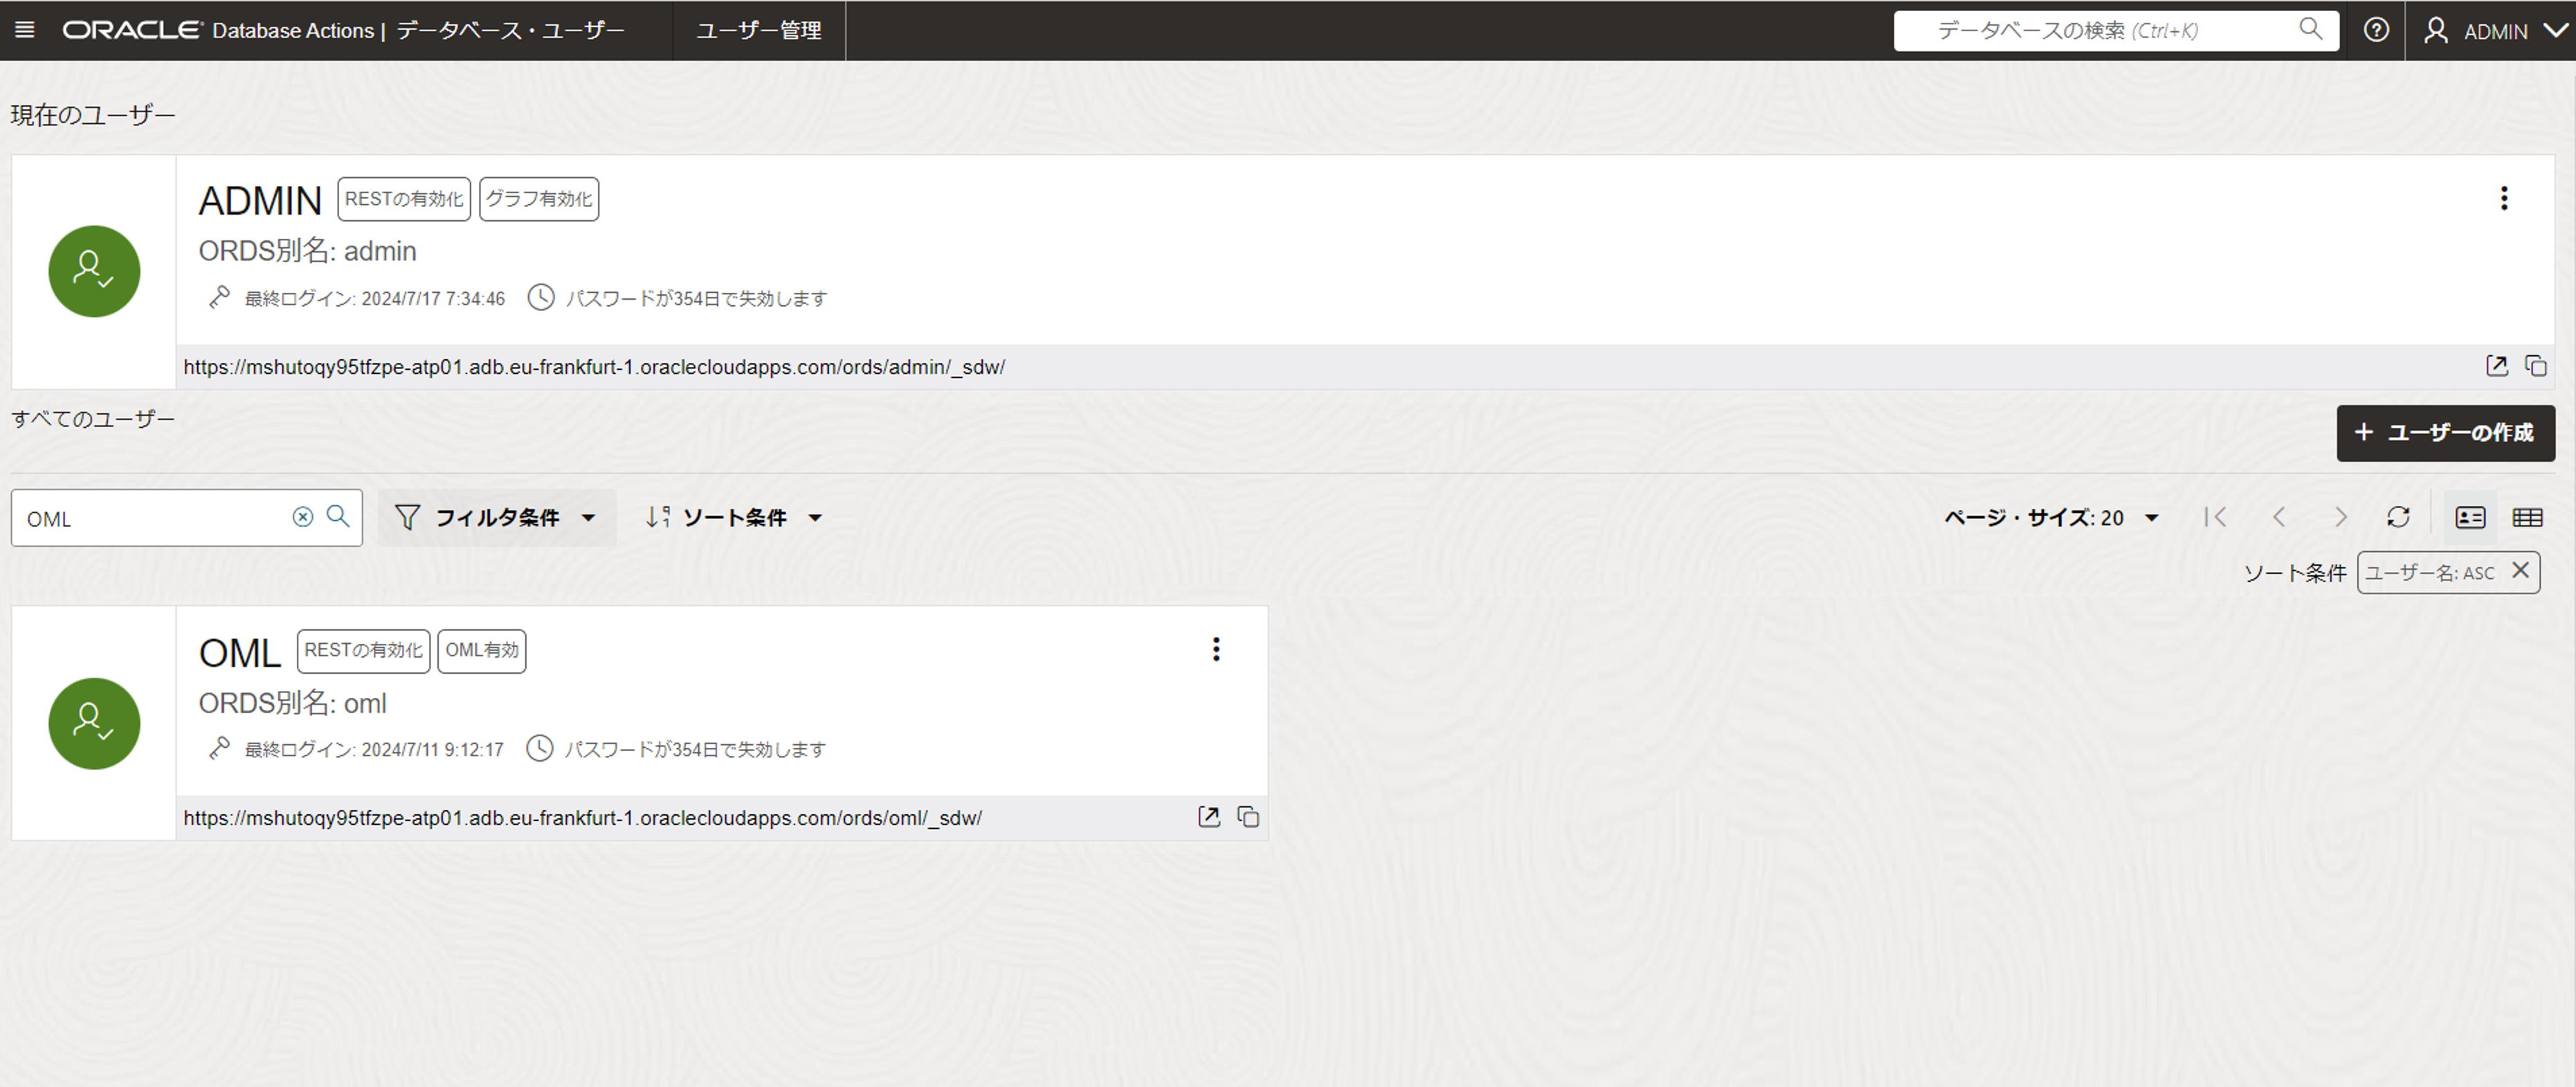 ORACLE Database Actions | データベース・ユーザー ユーザー管理 データベースの検索 (Ctrl+K) ADMIN
現在のユーザー
ADMIN RESTの有効化 グラフ有効化
ORDS別名: admin
最終ログイン: 2024/7/17 7:34:46 パスワードが354日で失効します
https://mshutoqy95tfzpe-atp01.adb.eu-frankfurt-1.oraclecloudapps.com/ords/admin/_sdw/
すべてのユーザー
+ ユーザーの作成
OML フィルタ条件 ソート条件 ページ・サイズ: 20
ソート条件 ユーザー名: ASC ×
OML RESTの有効化 OML有効
ORDS別名: oml
最終ログイン: 2024/7/11 9:12:17 パスワードが354日で失効します
https://mshutoqy95tfzpe-atp01.adb.eu-frankfurt-1.oraclecloudapps.com/ords/oml/_sdw/